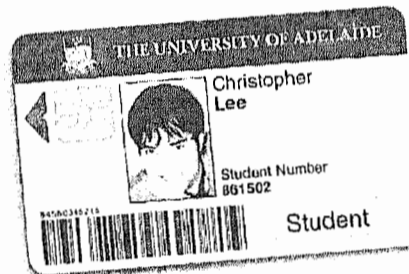 THE UNIVERSITY OF ADELAIDE
Christopher
Lee
Student Number
861502
Student